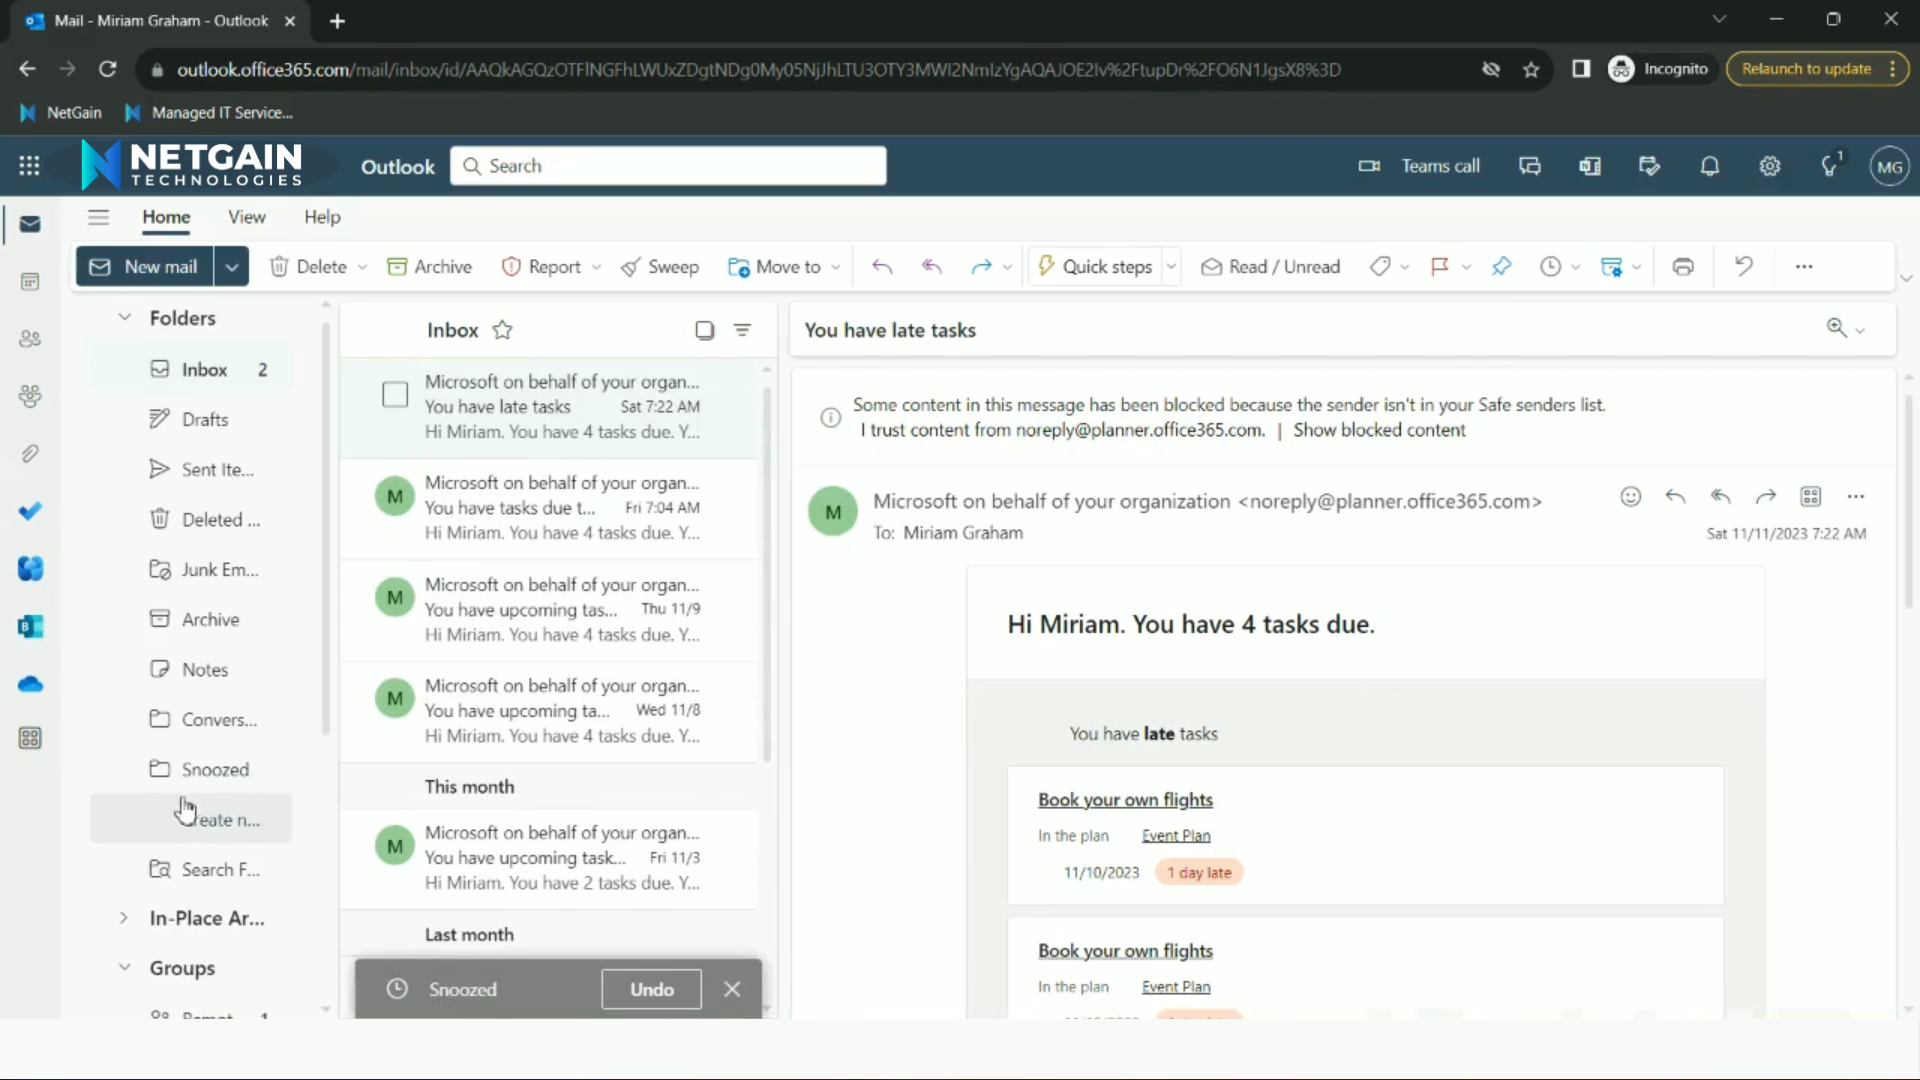 Mail - Miriam Graham - Outlook
outlook.office365.com/mail/inbox/id/AAQkAGQzOTFlNGFhLWUxZDgtNDg0My05NjJhLTU3OTY3MWI2NmIzYgAQAJOE2Iv%2FtupDr%2FO6N1JgsX8%3D
Incognito
Relaunch to update
NetGain
Managed IT Service...
NETGAIN
TECHNOLOGIES
Outlook
Search
Teams call
1
MG
Home
View
Help
New mail
Delete
Archive
Report
Sweep
Move to
Quick steps
Read / Unread
Folders
Inbox 2
Drafts
Sent Ite...
Deleted ...
Junk Em...
Archive
Notes
Convers...
Snoozed
reate n...
Search F...
In-Place Ar...
Groups
1
Inbox
Microsoft on behalf of your organ...
You have late tasks Sat 7:22 AM
Hi Miriam. You have 4 tasks due. Y...
M
Microsoft on behalf of your organ...
You have tasks due t... Fri 7:04 AM
Hi Miriam. You have 4 tasks due. Y...
M
Microsoft on behalf of your organ...
You have upcoming tas... Thu 11/9
Hi Miriam. You have 4 tasks due. Y...
M
Microsoft on behalf of your organ...
You have upcoming ta... Wed 11/8
Hi Miriam. You have 4 tasks due. Y...
This month
M
Microsoft on behalf of your organ...
You have upcoming task... Fri 11/3
Hi Miriam. You have 2 tasks due. Y...
Last month
Snoozed
Undo
You have late tasks
Some content in this message has been blocked because the sender isn't in your Safe senders list.
I trust content from noreply@planner.office365.com. | Show blocked content
M
Microsoft on behalf of your organization <noreply@planner.office365.com>
To: Miriam Graham
Sat 11/11/2023 7:22 AM
Hi Miriam. You have 4 tasks due.
You have late tasks
Book your own flights
In the plan Event Plan
11/10/2023 1 day late
Book your own flights
In the plan Event Plan